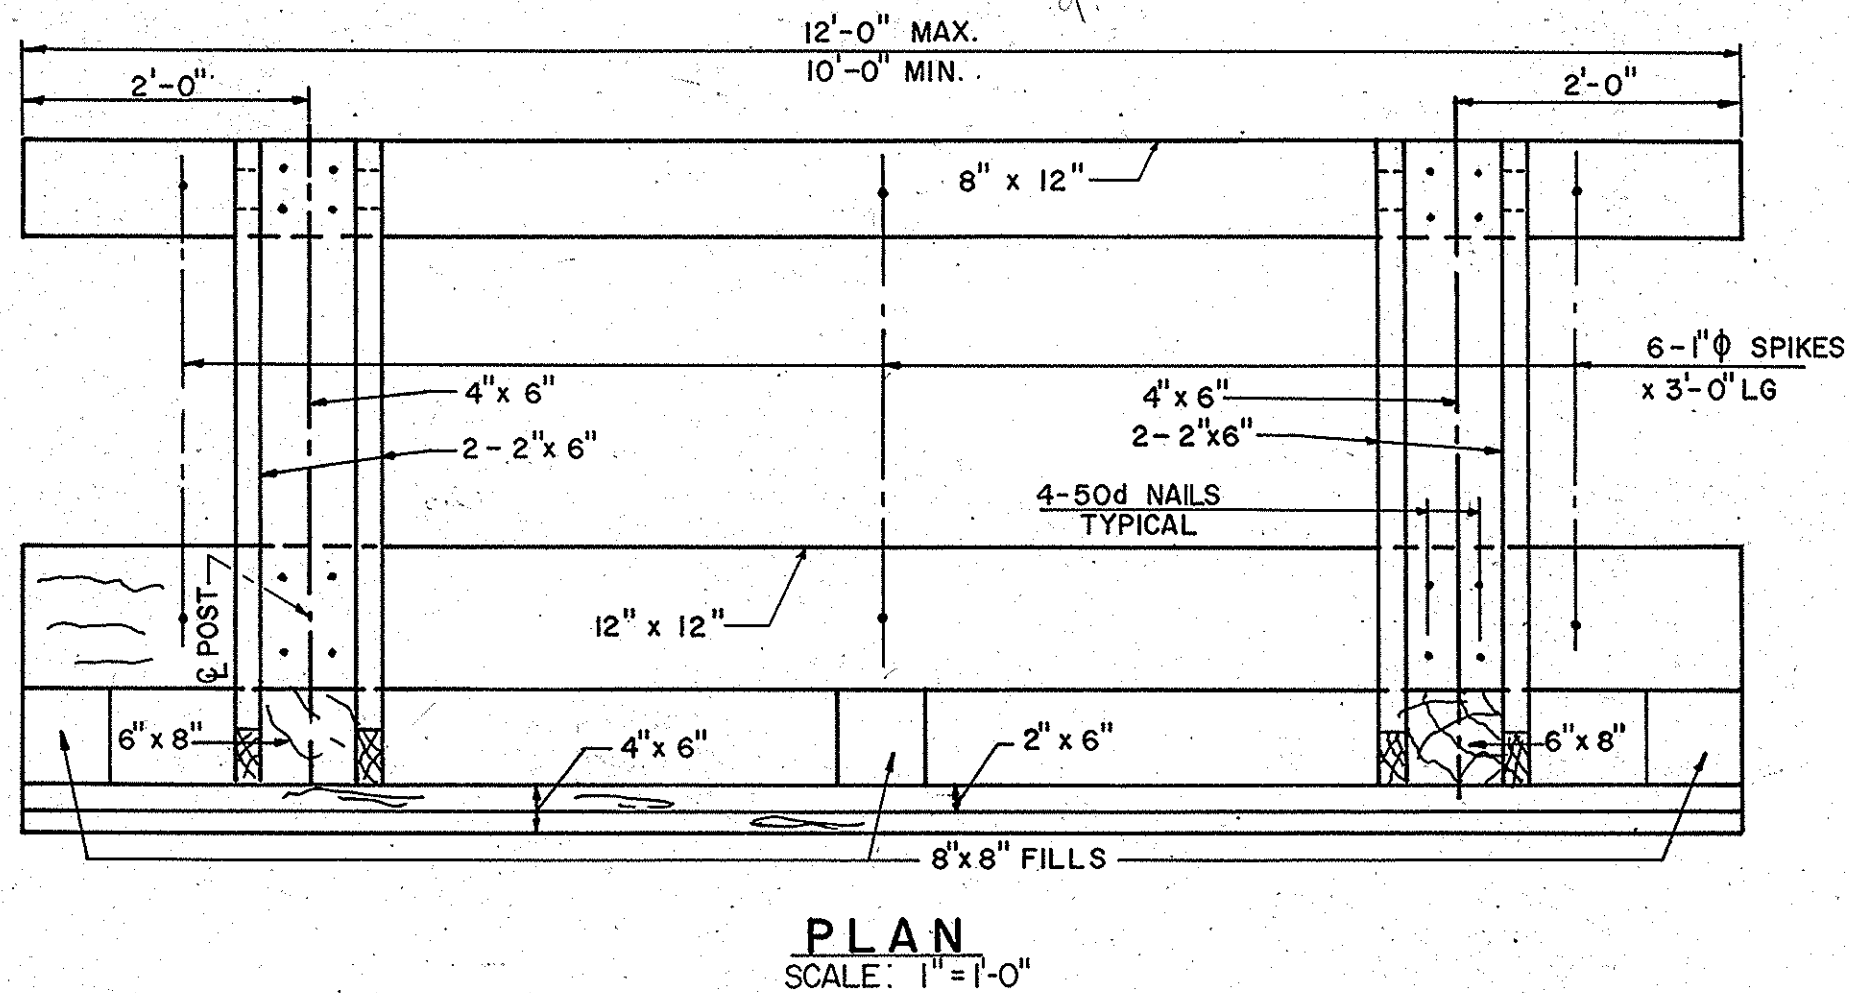 12'-0" MAX.
10'-0" MIN.
2'-0"
2'-0"
8" x 12"
6-1"ϕ SPIKES
x 3'-0" LG
4"x 6"
4"x 6"
2-2"x 6"
2-2"x6"
4-50d NAILS
TYPICAL
℄ POST
12" x 12"
6"x 8"
4"x 6"
2"x 6"
6"x 8"
8"x 8" FILLS
PLAN
SCALE: 1"=1'-0"